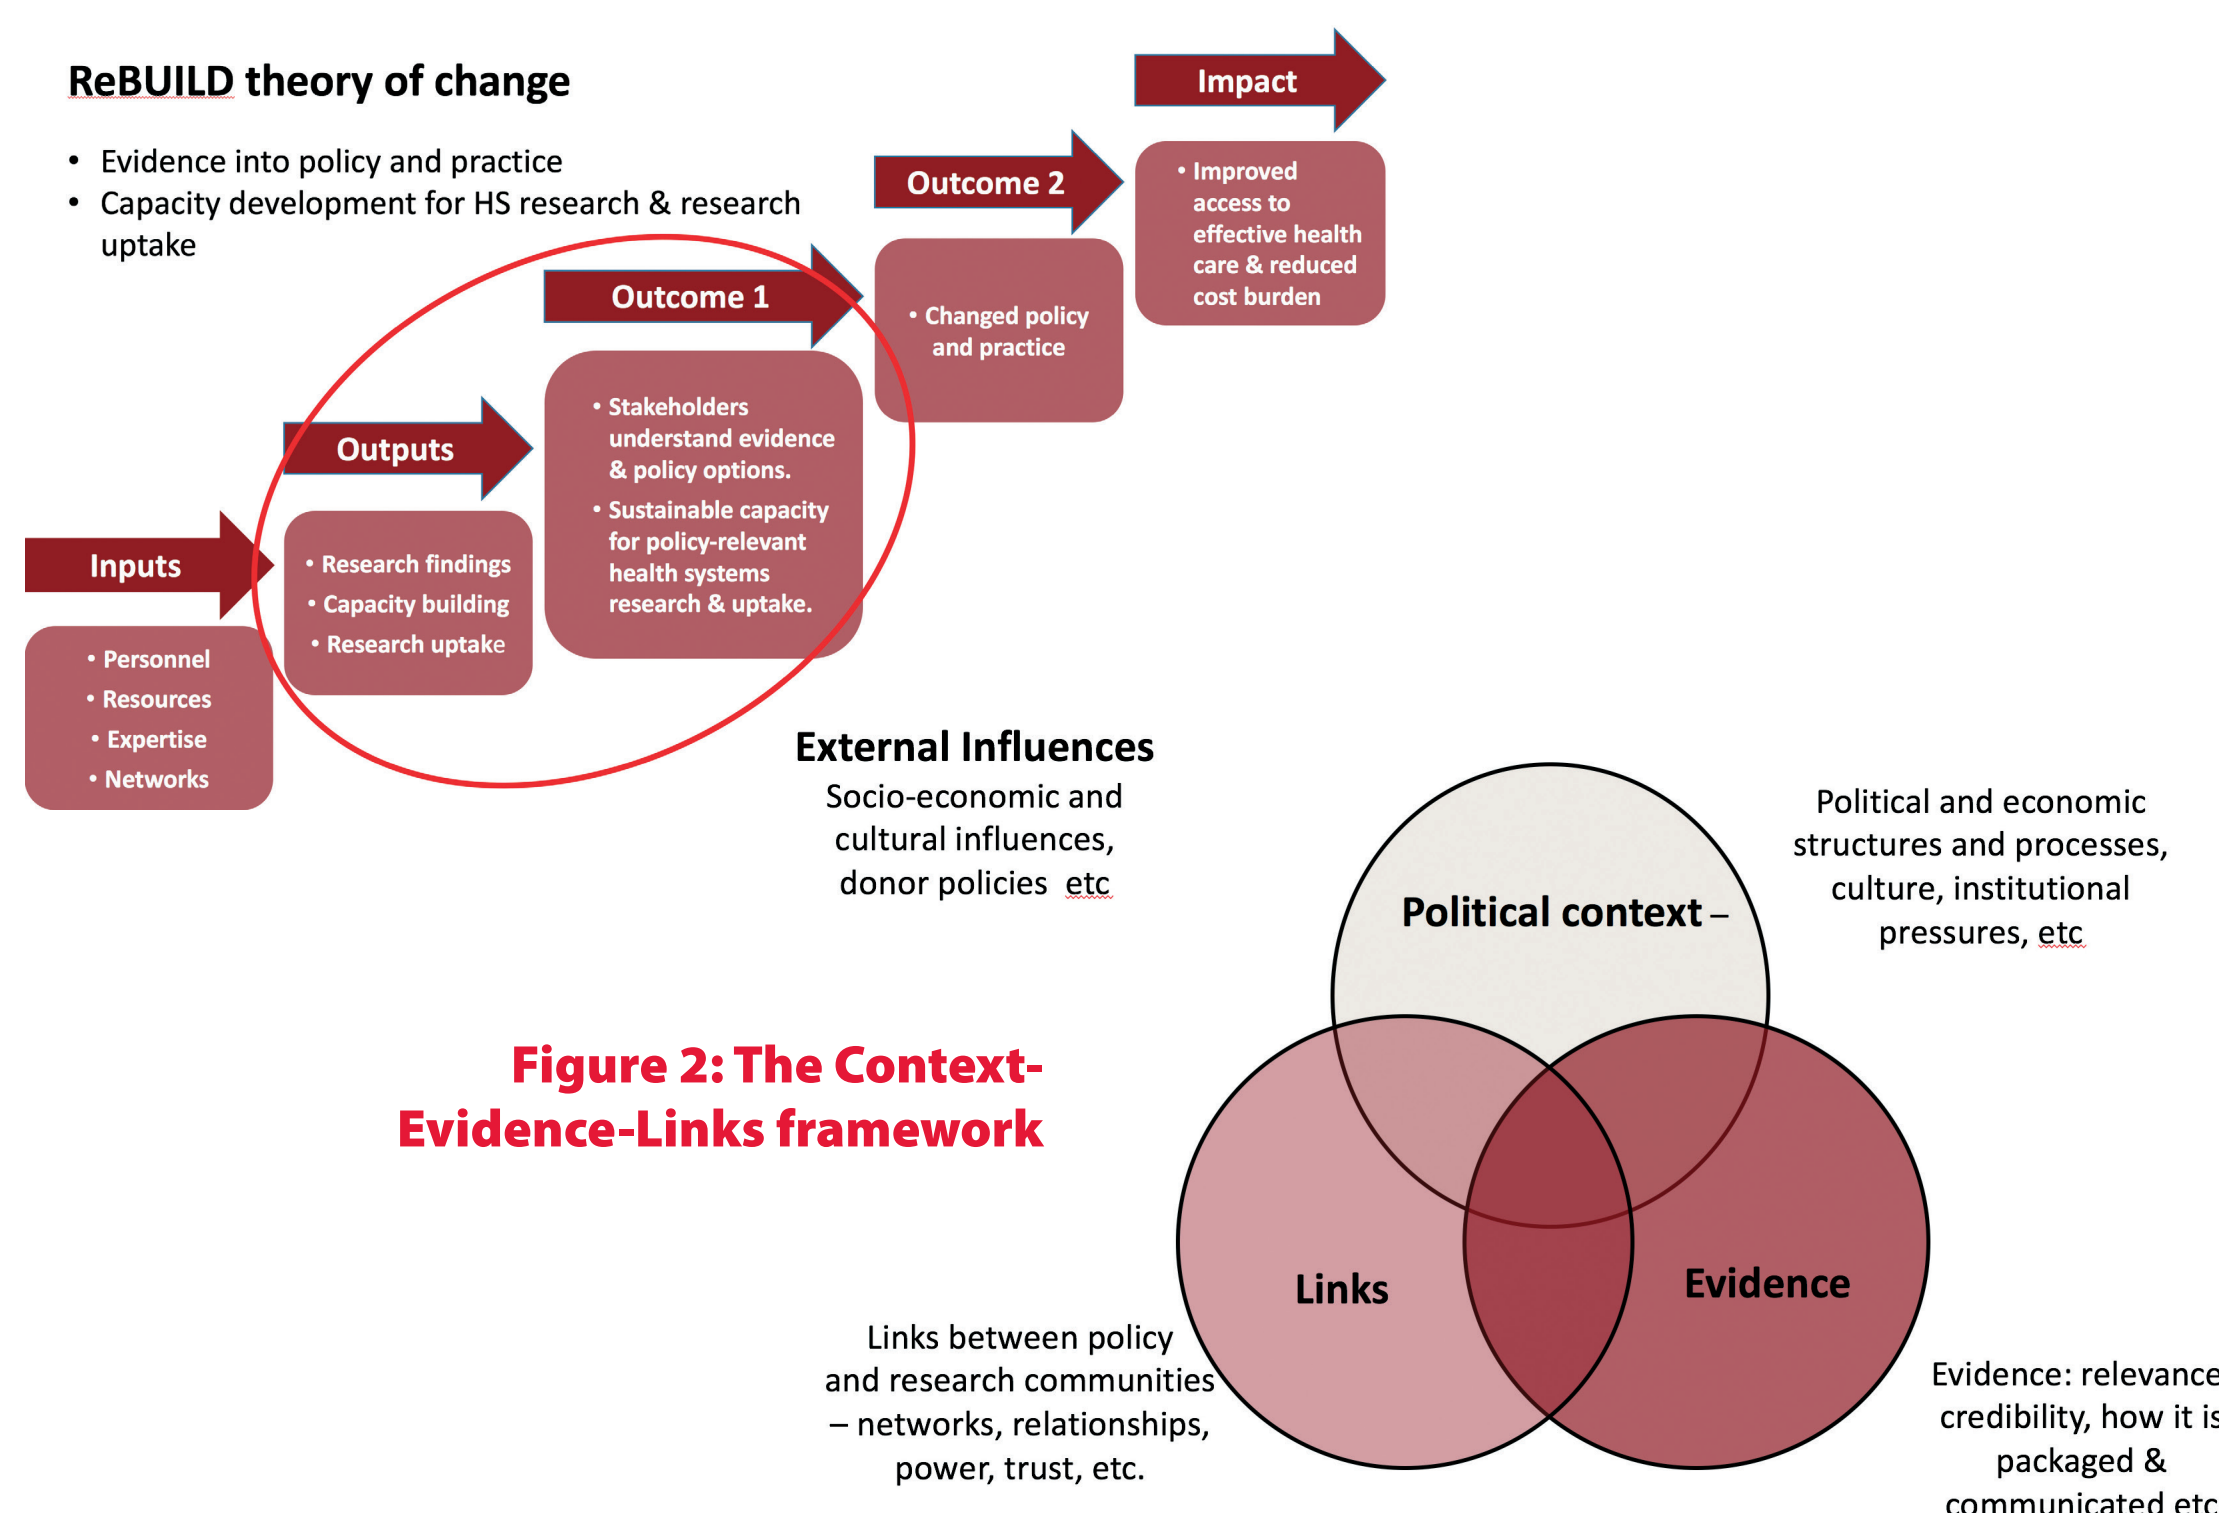 ReBUILD theory of change
• Evidence into policy and practice
• Capacity development for HS research & research
uptake
Inputs
• Personnel
• Resources
• Expertise
• Networks
Outputs
• Research findings
• Capacity building
• Research uptake
Outcome 1
• Stakeholders
understand evidence
& policy options.
• Sustainable capacity
for policy-relevant
health systems
research & uptake.
Outcome 2
• Changed policy
and practice
Impact
• Improved
access to
effective health
care & reduced
cost burden
External Influences
Socio-economic and
cultural influences,
donor policies etc
Figure 2: The Context-
Evidence-Links framework
Political context –
Political and economic
structures and processes,
culture, institutional
pressures, etc
Links
Links between policy
and research communities
– networks, relationships,
power, trust, etc.
Evidence
Evidence: relevance
credibility, how it is
packaged &
communicated etc